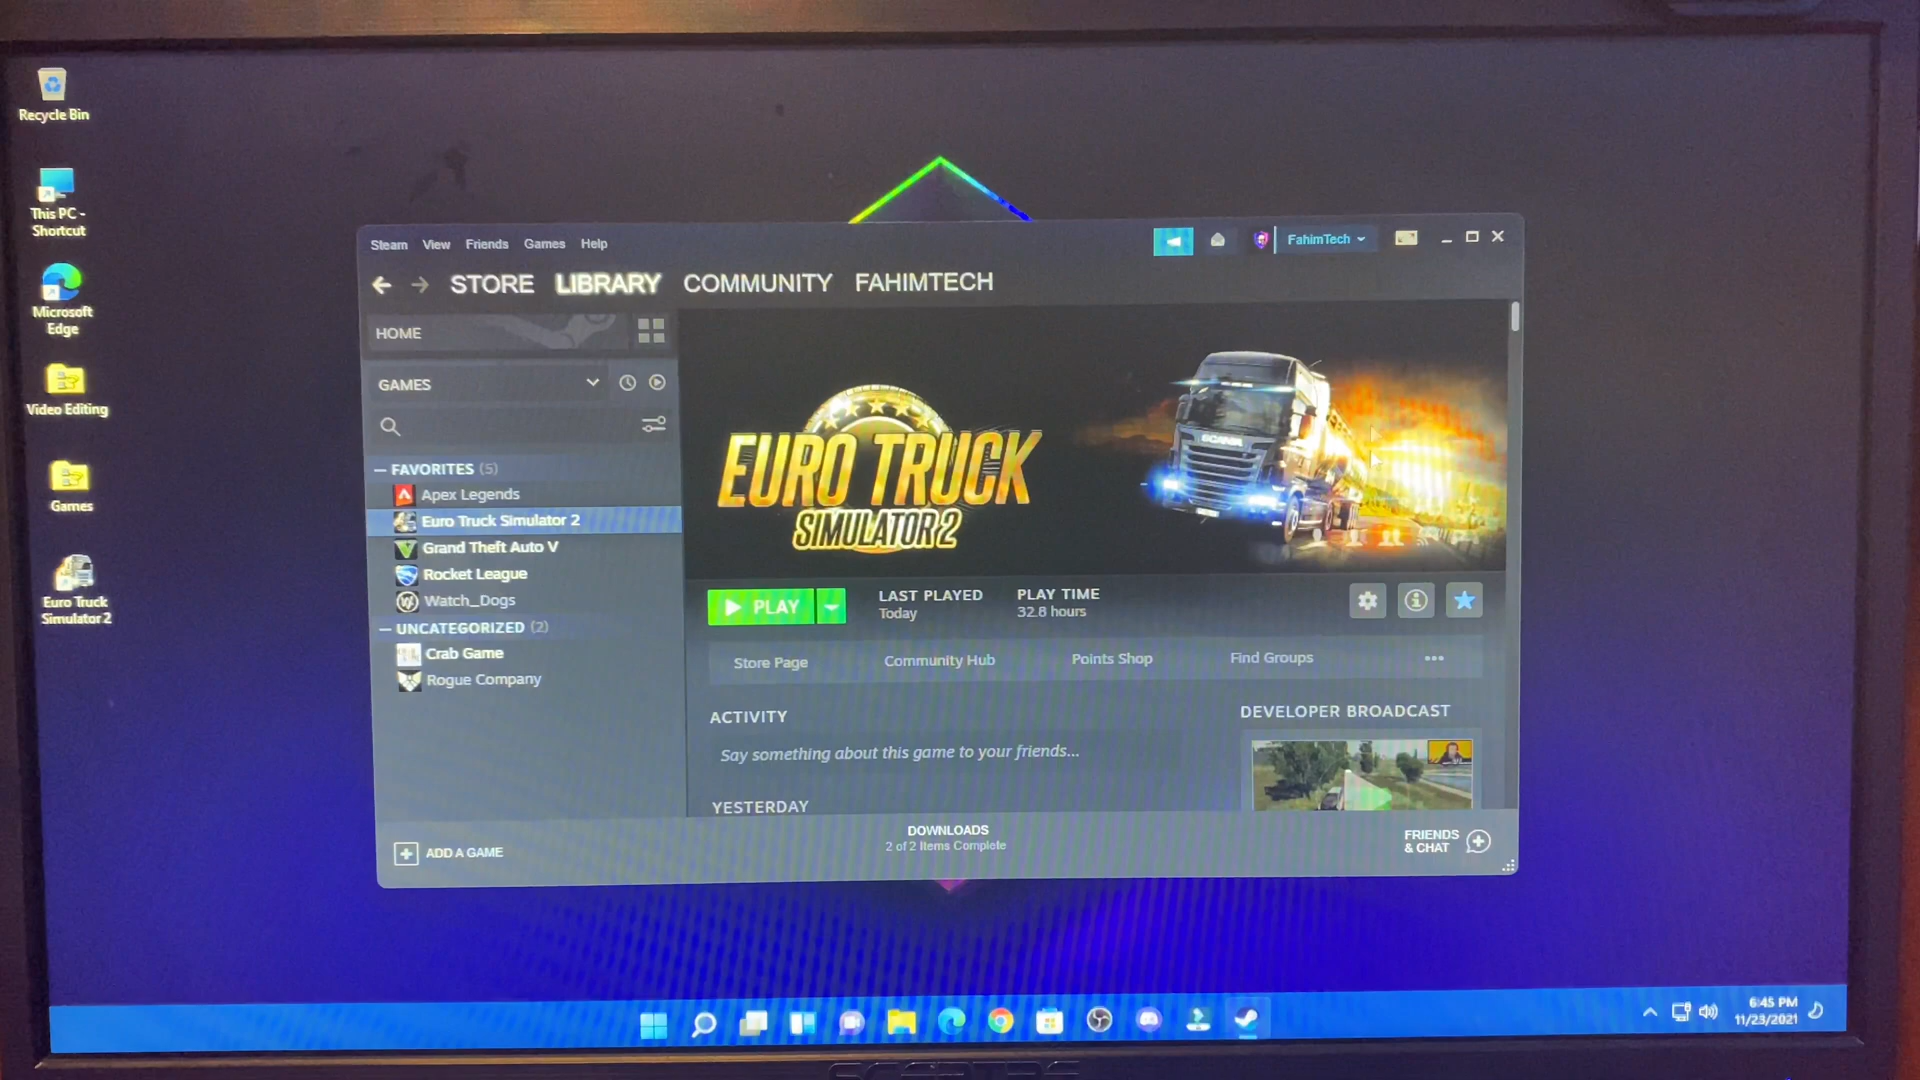 Recycle Bin
This PC -
Shortcut
Microsoft
Edge
Video Editing
Games
Euro Truck
Simulator 2
Steam View Friends Games Help
FahimTech
STORE LIBRARY COMMUNITY FAHIMTECH
HOME
GAMES
FAVORITES (5)
Apex Legends
Euro Truck Simulator 2
Grand Theft Auto V
Rocket League
Watch_Dogs
UNCATEGORIZED (2)
Crab Game
Rogue Company
EURO TRUCK
SIMULATOR 2
SCANIA
PLAY
LAST PLAYED
Today
PLAY TIME
32.8 hours
Store Page Community Hub Points Shop Find Groups
ACTIVITY
Say something about this game to your friends...
YESTERDAY
DEVELOPER BROADCAST
ADD A GAME
DOWNLOADS
2 of 2 Items Complete
FRIENDS
& CHAT
6:45 PM
11/23/2021